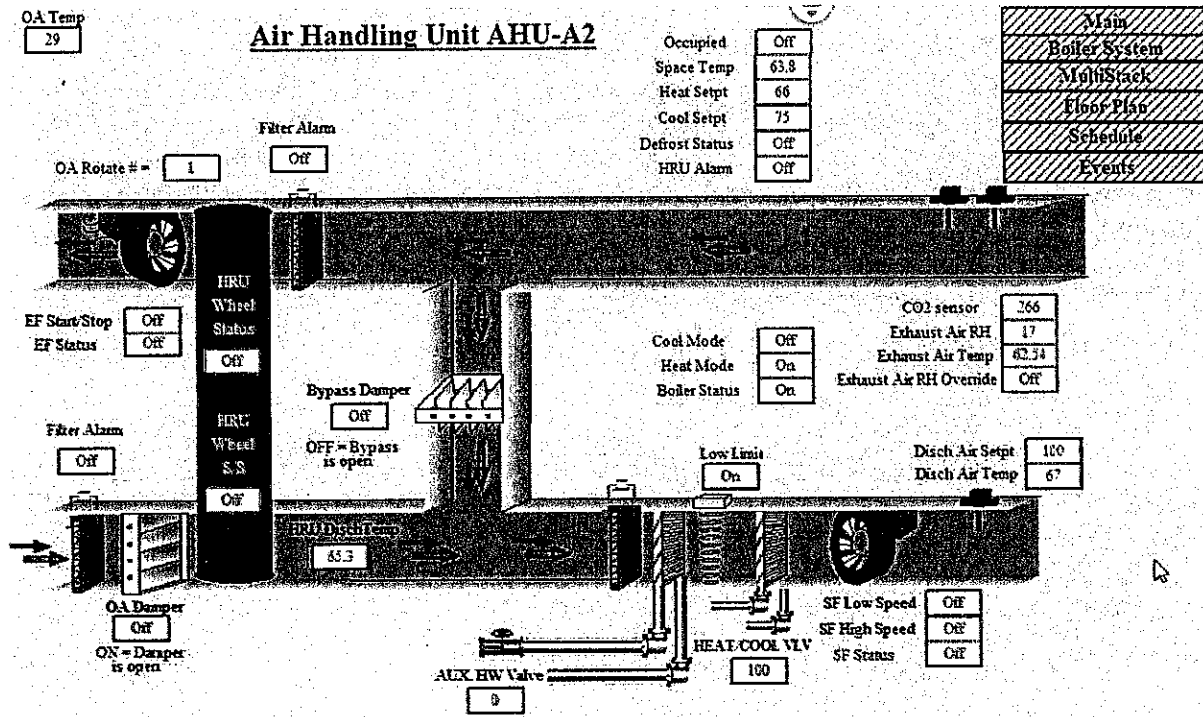 OA Temp
29
Air Handling Unit AHU-A2
Occupied Off
Space Temp 63.8
Heat Setpt 66
Cool Setpt 75
Defrost Status Off
HRU Alarm Off
Main
Boiler System
MultiStack
Floor Plan
Schedule
Events
Filter Alarm
Off
OA Rotate # = 1
HRU
Wheel
Status
Off
EF Start/Stop Off
EF Status Off
Bypass Damper
Off
OFF = Bypass
is open
Cool Mode Off
Heat Mode On
Boiler Status On
CO2 sensor 266
Exhaust Air RH 17
Exhaust Air Temp 62.54
Exhaust Air RH Override Off
Filter Alarm
Off
HRU
Wheel
S/S
Off
Low Limit
On
Disch Air Setpt 100
Disch Air Temp 67
HRU Disch Temp
OA Damper
Off
ON = Damper
is open
AUX. HW Valve
0
HEAT/COOL VLV
100
SF Low Speed Off
SF High Speed Off
SF Status Off